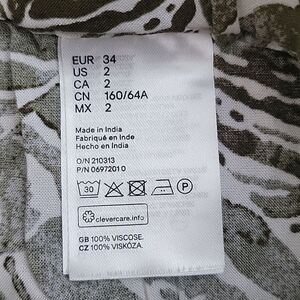 EUR 34
US 2
CA 2
CN 160/64A
MX 2
Made in India
Fabriqué en Inde
Hecho en India
O/N 210313
P/N 0697201 0
30 P
clevercare.info
GB 100% VISCOSE.
CZ 100% VISKÓZA.